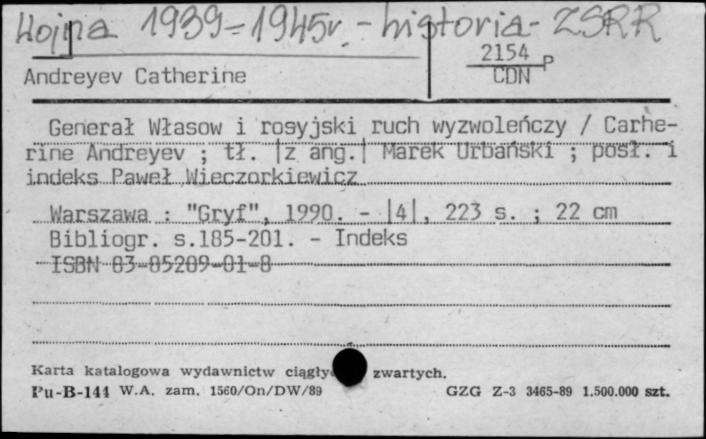 Wojna 1939-1945r. - historia - ZSRR
2154 P
CDN
Andreyev Catherine
Generał Własow i rosyjski ruch wyzwoleńczy / Carhe-
rine Andreyev ; tł. |z ang.| Marek Urbański ; posł. i
indeks Paweł Wieczorkiewicz
Warszawa : "Gryf", 1990. - |4|, 223 s. ; 22 cm
Bibliogr. s.185-201. - Indeks
ISBN 83-85209-01-8
Karta katalogowa wydawnictw ciągły zwartych.
Pu-B-144 W.A. zam. 1560/On/DW/89 GZG Z-3 3465-89 1.500.000 szt.